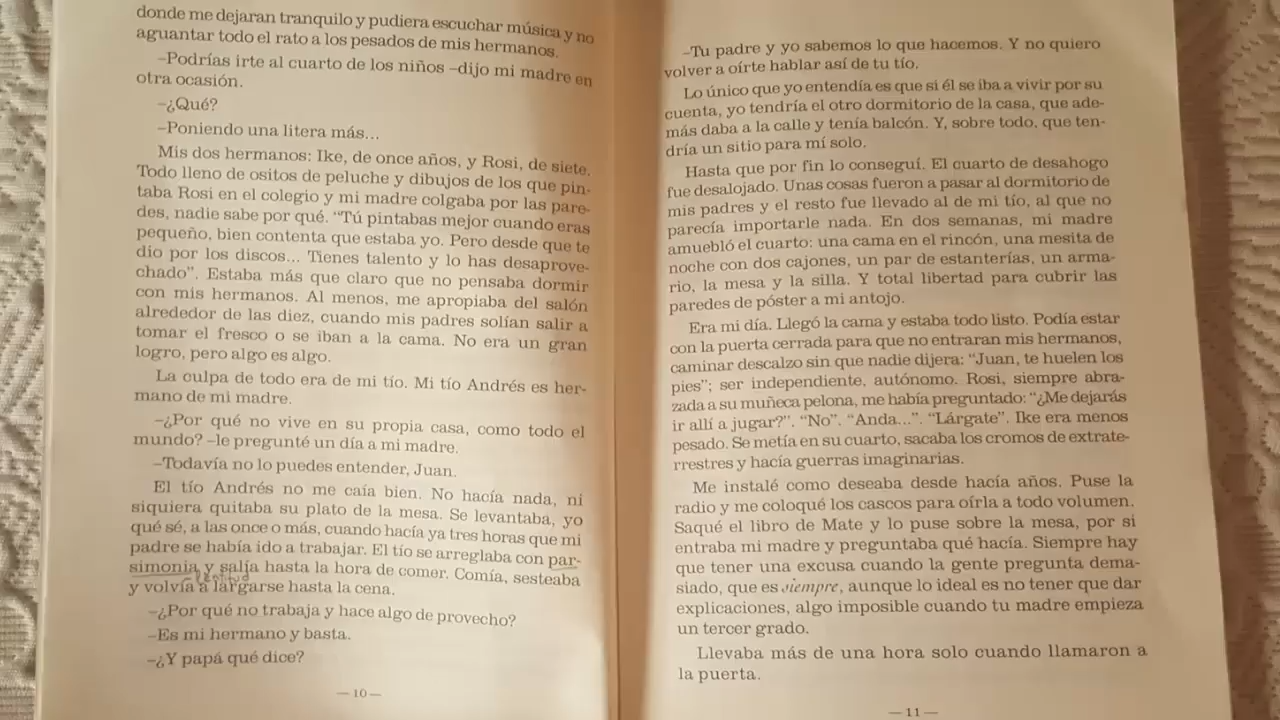 donde me dejaran tranquilo y pudiera escuchar música y no
aguantar todo el rato a los pesados de mis hermanos.
–Podrías irte al cuarto de los niños –dijo mi madre en
otra ocasión.
–¿Qué?
–Poniendo una litera más...
Mis dos hermanos: Ike, de once años, y Rosi, de siete.
Todo lleno de ositos de peluche y dibujos de los que pin-
taba Rosi en el colegio y mi madre colgaba por las pare-
des, nadie sabe por qué. “Tú pintabas mejor cuando eras
pequeño, bien contenta que estaba yo. Pero desde que te
dio por los discos... Tienes talento y lo has desaprove-
chado”. Estaba más que claro que no pensaba dormir
con mis hermanos. Al menos, me apropiaba del salón
alrededor de las diez, cuando mis padres solían salir a
tomar el fresco o se iban a la cama. No era un gran
logro, pero algo es algo.
La culpa de todo era de mi tío. Mi tío Andrés es her-
mano de mi madre.
–¿Por qué no vive en su propia casa, como todo el
mundo? –le pregunté un día a mi madre.
–Todavía no lo puedes entender, Juan.
El tío Andrés no me caía bien. No hacía nada, ni
siquiera quitaba su plato de la mesa. Se levantaba, yo
qué sé, a las once o más, cuando hacía ya tres horas que mi
padre se había ido a trabajar. El tío se arreglaba con par-
simonia y salía hasta la hora de comer. Comía, sesteaba
lentitud
y volvía a largarse hasta la cena.
–¿Por qué no trabaja y hace algo de provecho?
–Es mi hermano y basta.
–¿Y papá qué dice?
— 10 —
–Tu padre y yo sabemos lo que hacemos. Y no quiero
volver a oírte hablar así de tu tío.
Lo único que yo entendía es que si él se iba a vivir por su
cuenta, yo tendría el otro dormitorio de la casa, que ade-
más daba a la calle y tenía balcón. Y, sobre todo, que ten-
dría un sitio para mí solo.
Hasta que por fin lo conseguí. El cuarto de desahogo
fue desalojado. Unas cosas fueron a pasar al dormitorio de
mis padres y el resto fue llevado al de mi tío, al que no
parecía importarle nada. En dos semanas, mi madre
amuebló el cuarto: una cama en el rincón, una mesita de
noche con dos cajones, un par de estanterías, un arma-
rio, la mesa y la silla. Y total libertad para cubrir las
paredes de póster a mi antojo.
Era mi día. Llegó la cama y estaba todo listo. Podía estar
con la puerta cerrada para que no entraran mis hermanos,
caminar descalzo sin que nadie dijera: “Juan, te huelen los
pies”; ser independiente, autónomo. Rosi, siempre abra-
zada a su muñeca pelona, me había preguntado: “¿Me dejarás
ir allí a jugar?”. “No”. “Anda...”. “Lárgate”. Ike era menos
pesado. Se metía en su cuarto, sacaba los cromos de extrate-
rrestres y hacía guerras imaginarias.
Me instalé como deseaba desde hacía años. Puse la
radio y me coloqué los cascos para oírla a todo volumen.
Saqué el libro de Mate y lo puse sobre la mesa, por si
entraba mi madre y preguntaba qué hacía. Siempre hay
que tener una excusa cuando la gente pregunta dema-
siado, que es siempre, aunque lo ideal es no tener que dar
explicaciones, algo imposible cuando tu madre empieza
un tercer grado.
Llevaba más de una hora solo cuando llamaron a
la puerta.
— 11 —